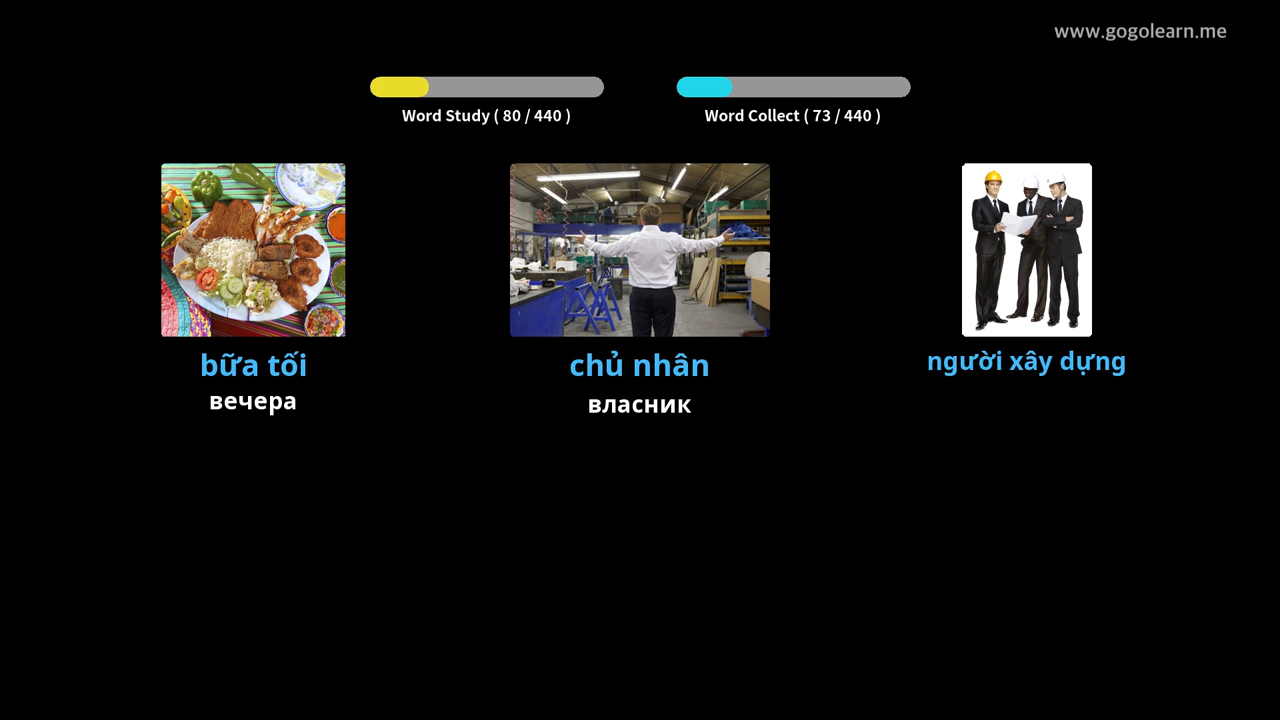 www.gogolearn.me
Word Study ( 80 / 440 )
Word Collect ( 73 / 440 )
bữa tối
вечера
chủ nhân
власник
người xây dựng